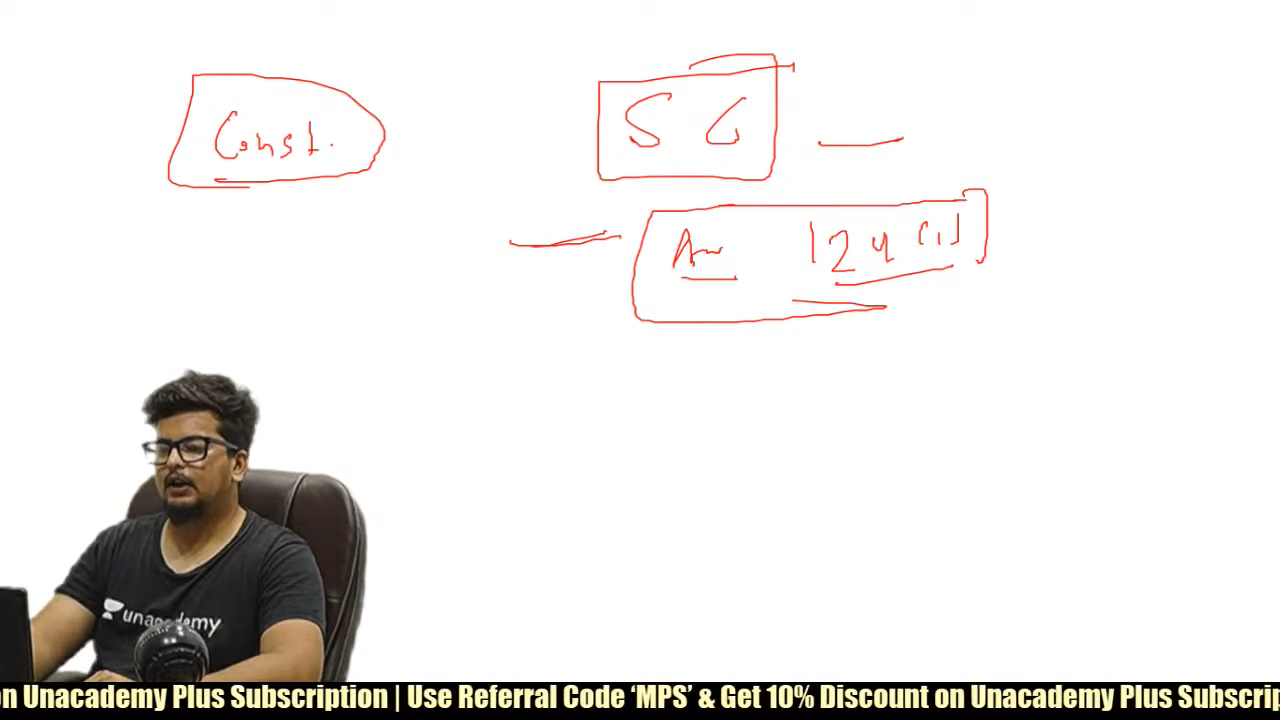 Const.
S C
Ar 124 (1)
unacademy
on Unacademy Plus Subscription | Use Referral Code 'MPS' & Get 10% Discount on Unacademy Plus Subscrip